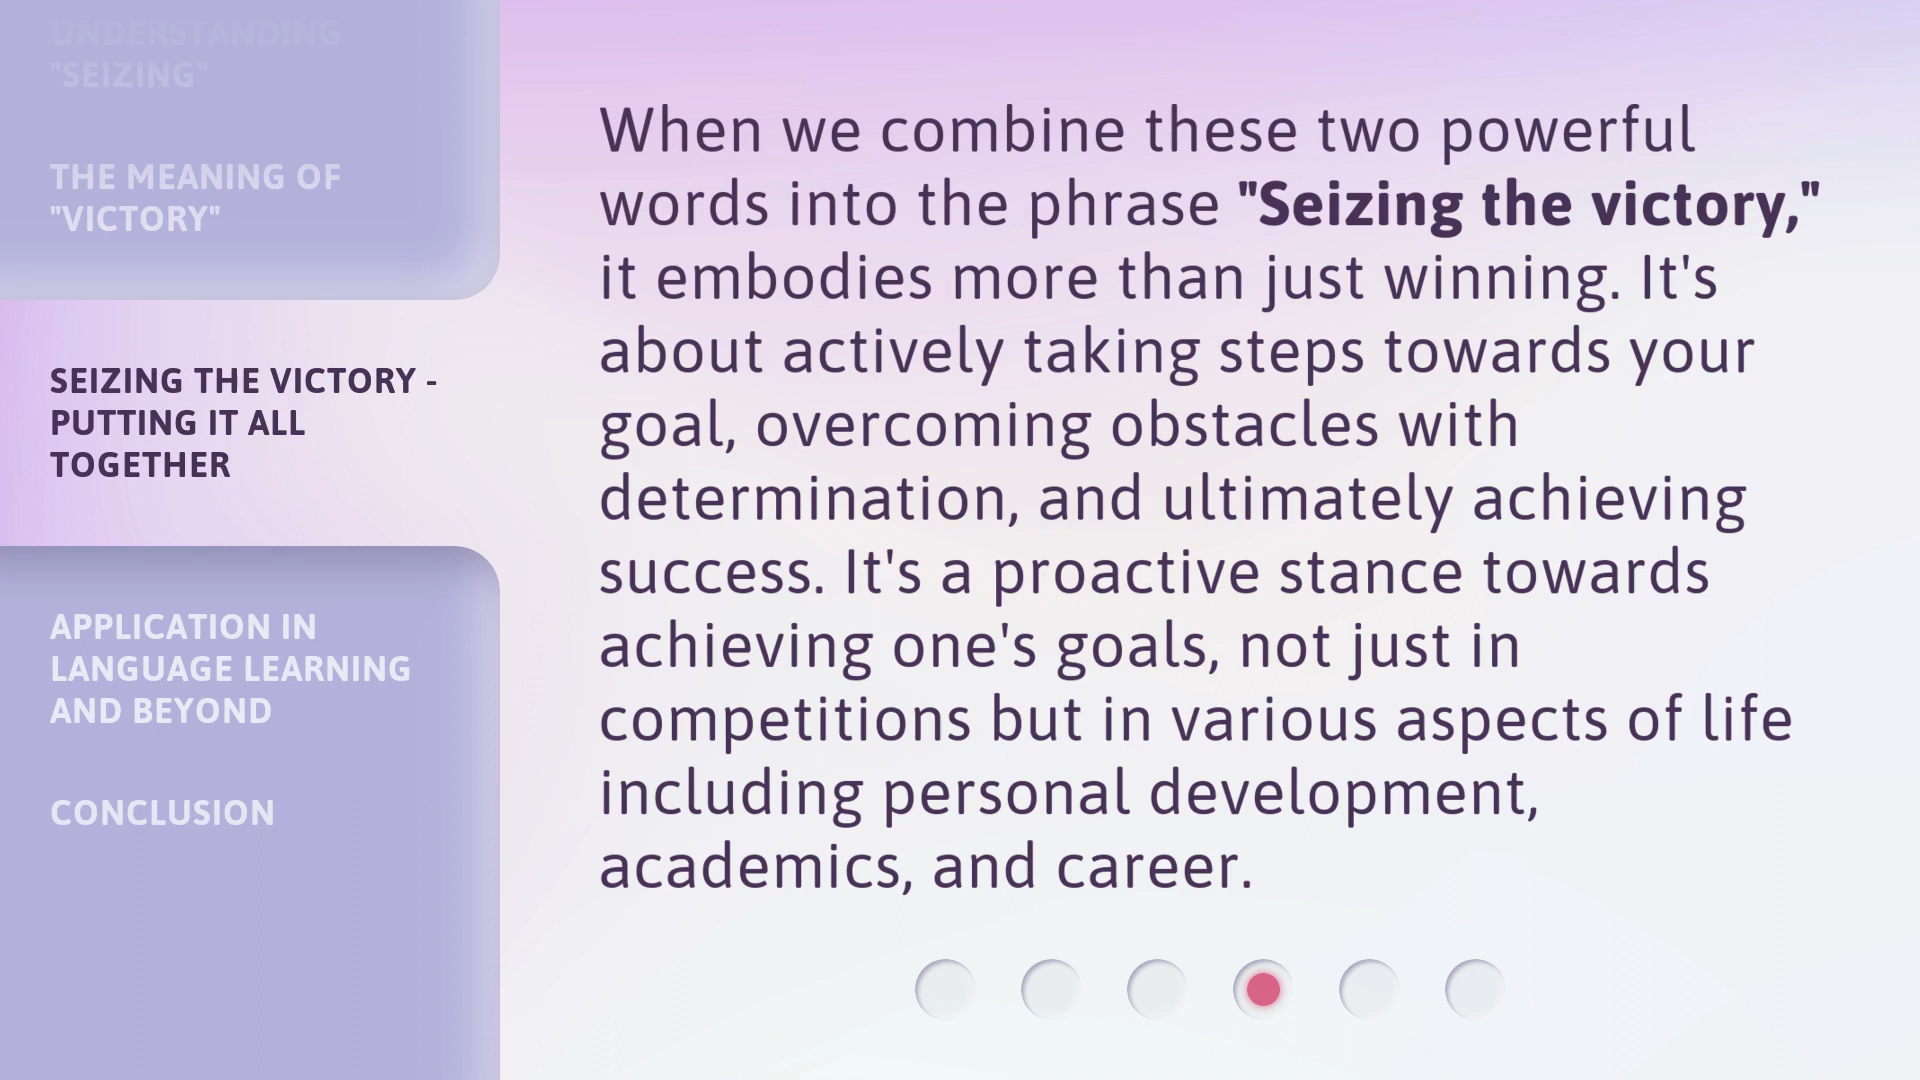 UNDERSTANDING
"SEIZING"
THE MEANING OF
"VICTORY"
SEIZING THE VICTORY -
PUTTING IT ALL
TOGETHER
APPLICATION IN
LANGUAGE LEARNING
AND BEYOND
CONCLUSION
When we combine these two powerful
words into the phrase "Seizing the victory,"
it embodies more than just winning. It's
about actively taking steps towards your
goal, overcoming obstacles with
determination, and ultimately achieving
success. It's a proactive stance towards
achieving one's goals, not just in
competitions but in various aspects of life
including personal development,
academics, and career.